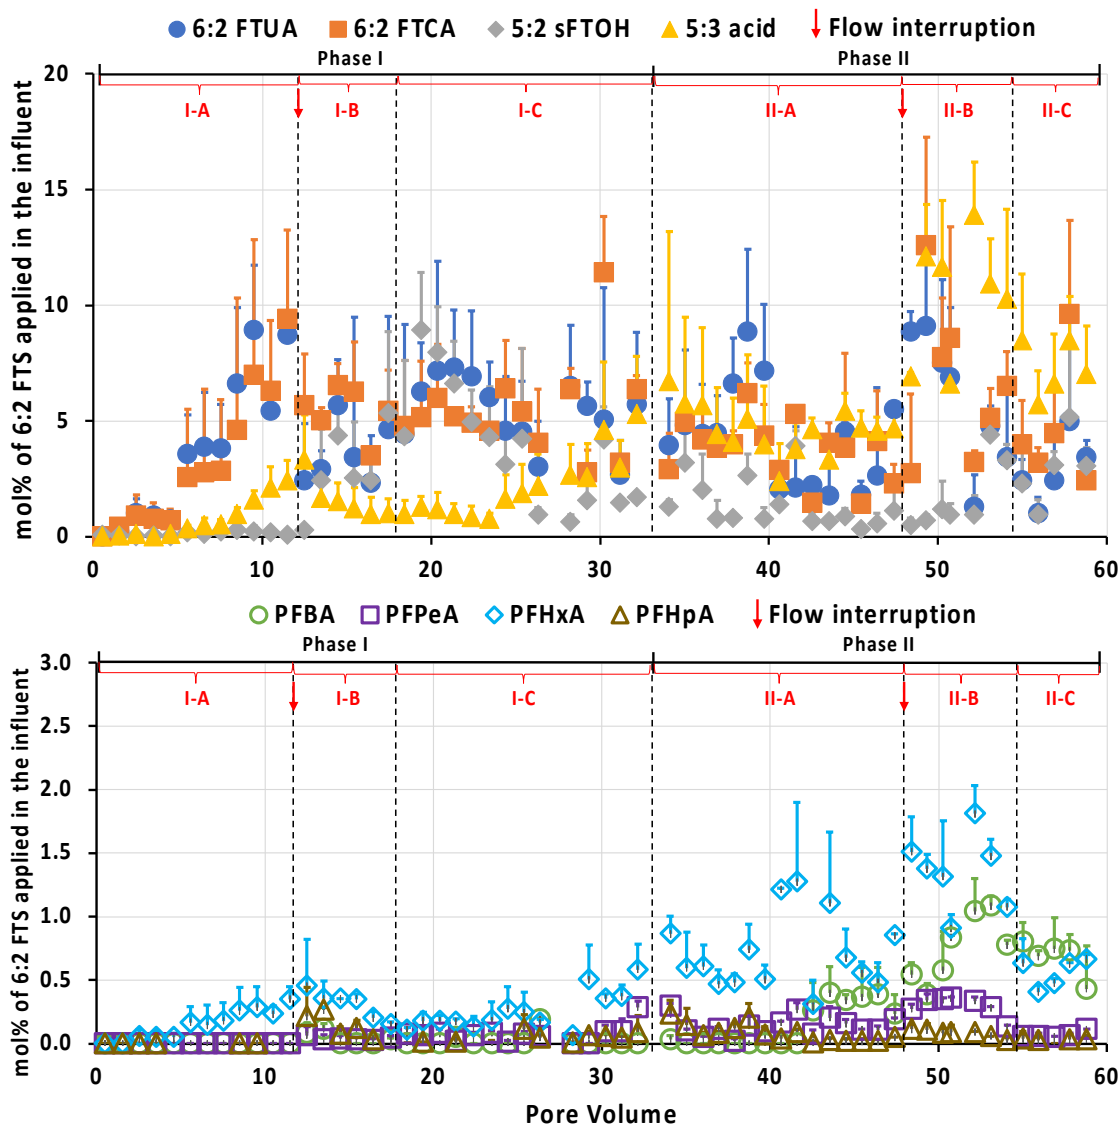 6:2 FTUA 6:2 FTCA 5:2 sFTOH 5:3 acid Flow interruption
Phase I Phase II
I-A I-B I-C II-A II-B II-C
mol% of 6:2 FTS applied in the influent
20
15
10
5
0
0 10 20 30 40 50 60
PFBA PFPeA PFHxA PFHpA Flow interruption
Phase I Phase II
I-A I-B I-C II-A II-B II-C
mol% of 6:2 FTS applied in the influent
3.0
2.5
2.0
1.5
1.0
0.5
0.0
0 10 20 30 40 50 60
Pore Volume